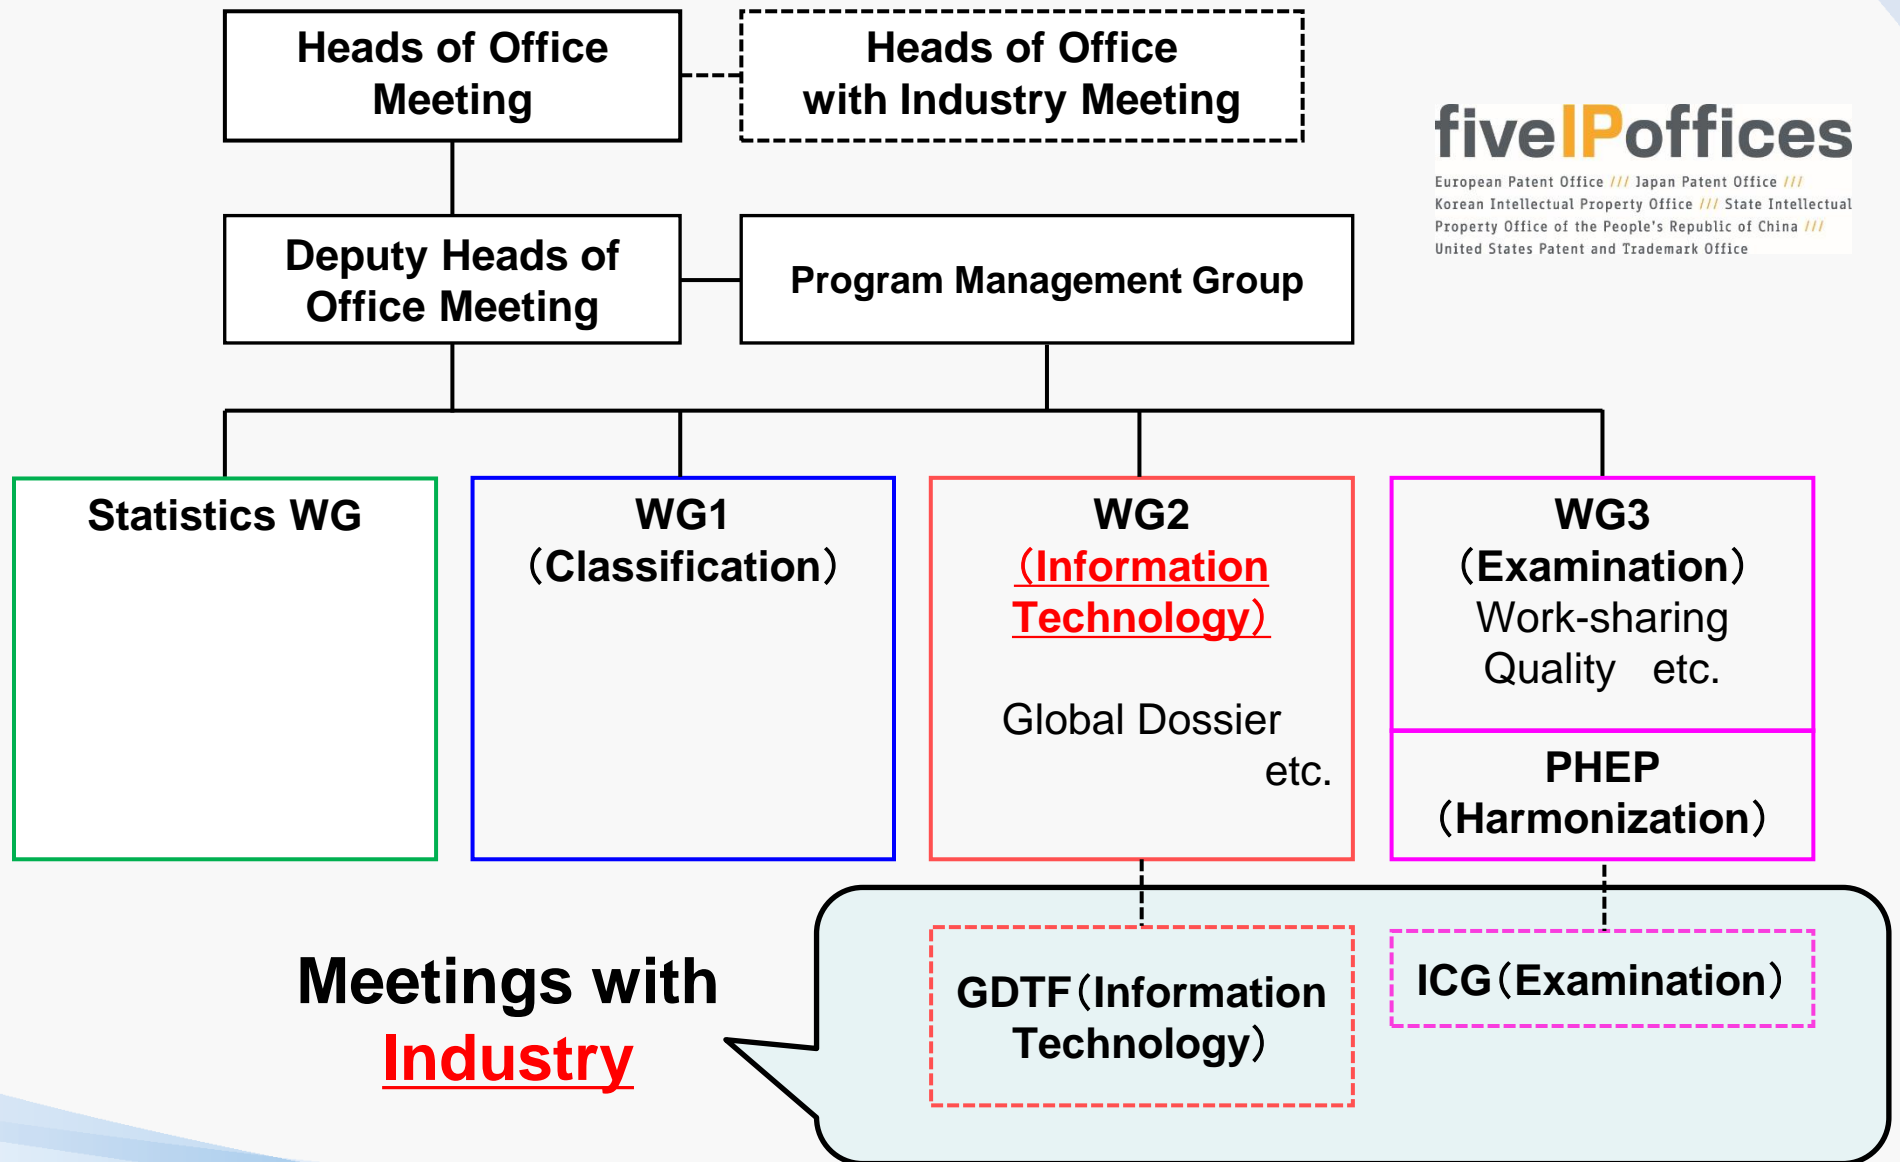 Heads of Office
Meeting
Heads of Office
with Industry Meeting
fiveIPoffices
European Patent Office /// Japan Patent Office ///
Korean Intellectual Property Office /// State Intellectual
Property Office of the People's Republic of China ///
United States Patent and Trademark Office
Deputy Heads of
Office Meeting
Program Management Group
Statistics WG
WG1
（Classification）
WG2
（Information
Technology）
Global Dossier
etc.
WG3
（Examination）
Work-sharing
Quality etc.
PHEP
（Harmonization）
Meetings with
Industry
GDTF（Information
Technology）
ICG（Examination）